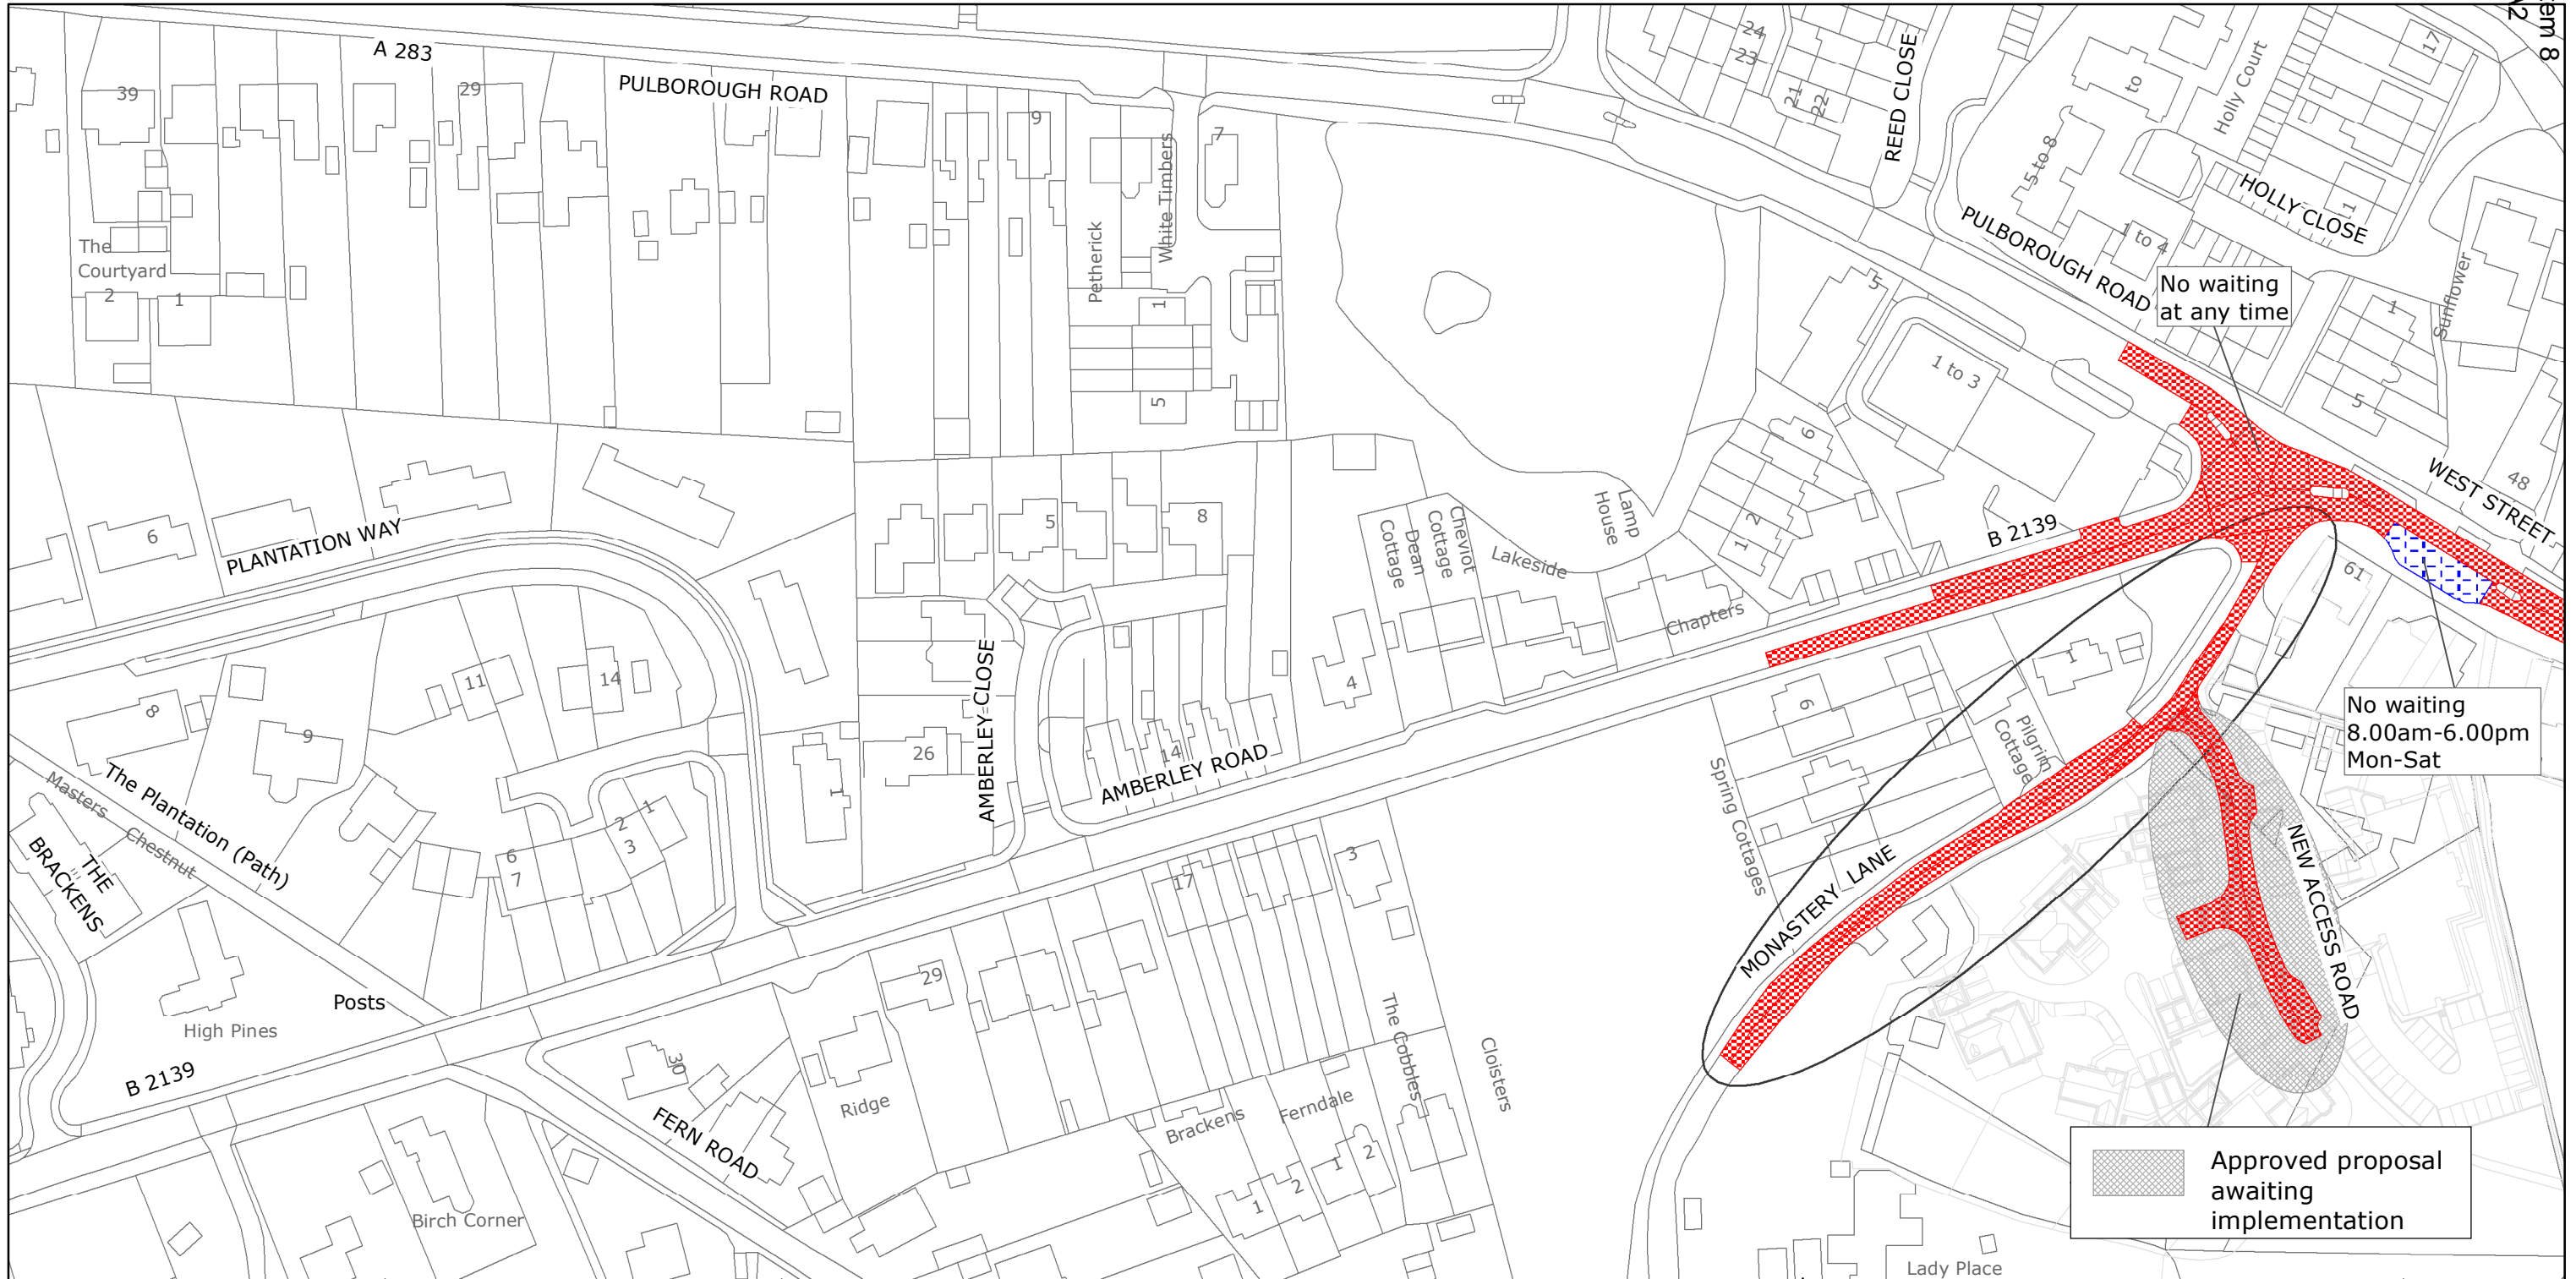 A 283
PULBOROUGH ROAD
39
29
9
7
White Timbers
Petherick
The
Courtyard
2
1
1
5
24
23
21
22
REED CLOSE
to
Holly Court
17
5 to 8
1 to 4
HOLLY CLOSE
1
PULBOROUGH ROAD
No waiting
at any time
Sunflower
1
5
48
WEST STREET
5
1 to 3
6
2
1
B 2139
61
Item 8
A2
PLANTATION WAY
6
5
8
Cottage
Dean
Cottage
Cheviot
Lakeside
House
Lamp
Chapters
4
AMBERLEY CLOSE
26
14
AMBERLEY ROAD
1
11
14
8
9
The Plantation (Path)
Masters
Chestnut
THE
BRACKENS
1
2
3
6
7
Posts
High Pines
B 2139
FERN ROAD
30
Ridge
29
17
3
The Cobbles
Cloisters
Brackens
Ferndale
1
2
1
2
Birch Corner
6
Spring Cottages
Pilgrim
Cottage
1
MONASTERY LANE
NEW ACCESS ROAD
No waiting
8.00am-6.00pm
Mon-Sat
Approved proposal
awaiting
implementation
Lady Place